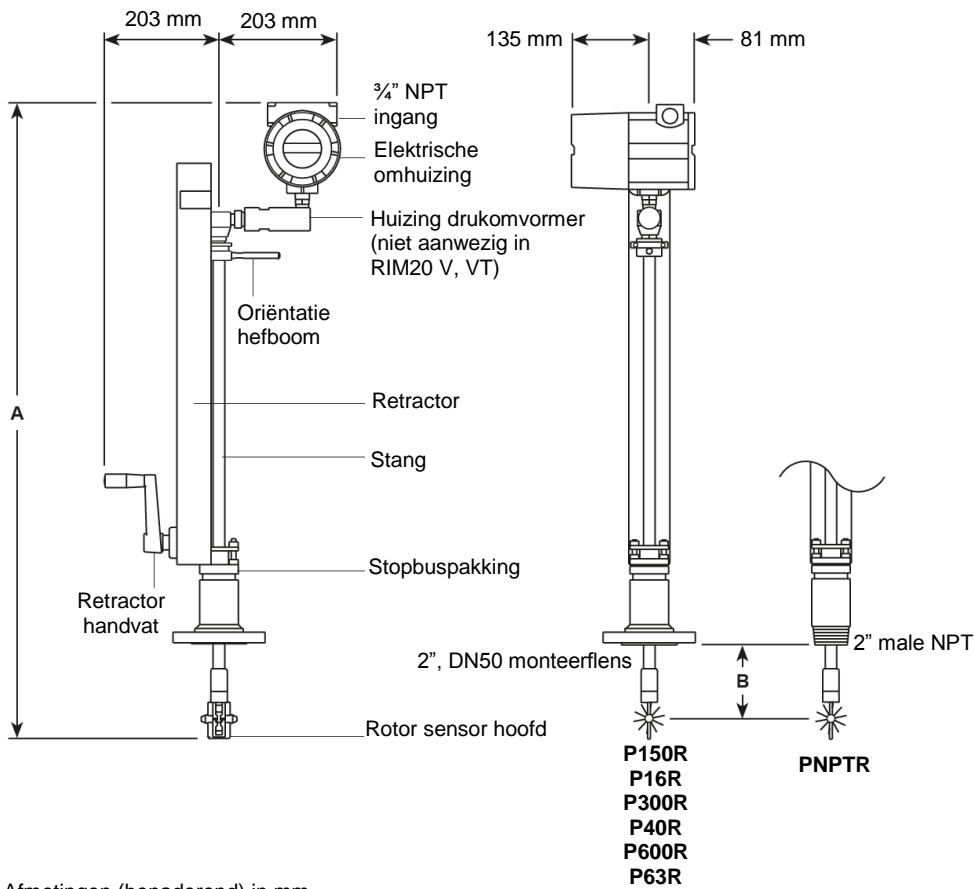 203 mm
203 mm
135 mm
81 mm
¾” NPT
ingang
Elektrische
omhuizing
Huizing drukomvormer
(niet aanwezig in
RIM20 V, VT)
Oriëntatie
hefboom
A
Retractor
Stang
Stopbuspakking
Retractor
handvat
2”, DN50 monteerflens
B
2” male NPT
Rotor sensor hoofd
P150R
P16R
P300R
P40R
P600R
P63R
PNPTR
Afmetingen (benaderend) in mm